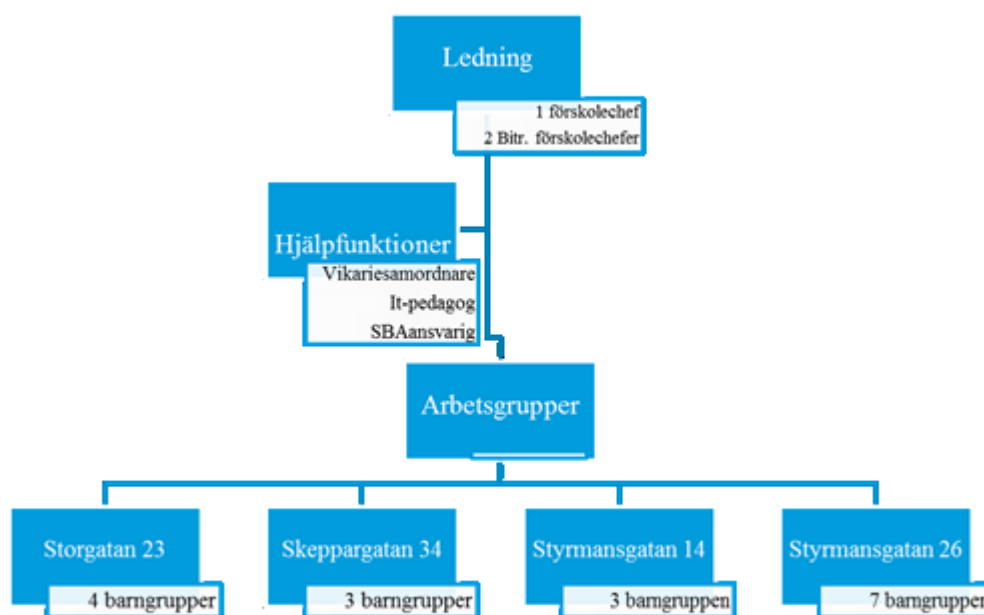 Ledning
1 förskolechef
2 Bitr. förskolechefer
Hjälpfunktioner
Vikariesamordnare
It-pedagog
SBAansvarig
Arbetsgrupper
Storgatan 23
4 barngrupper
Skeppargatan 34
3 barngrupper
Styrmansgatan 14
3 barngruppen
Styrmansgatan 26
7 barngrupper